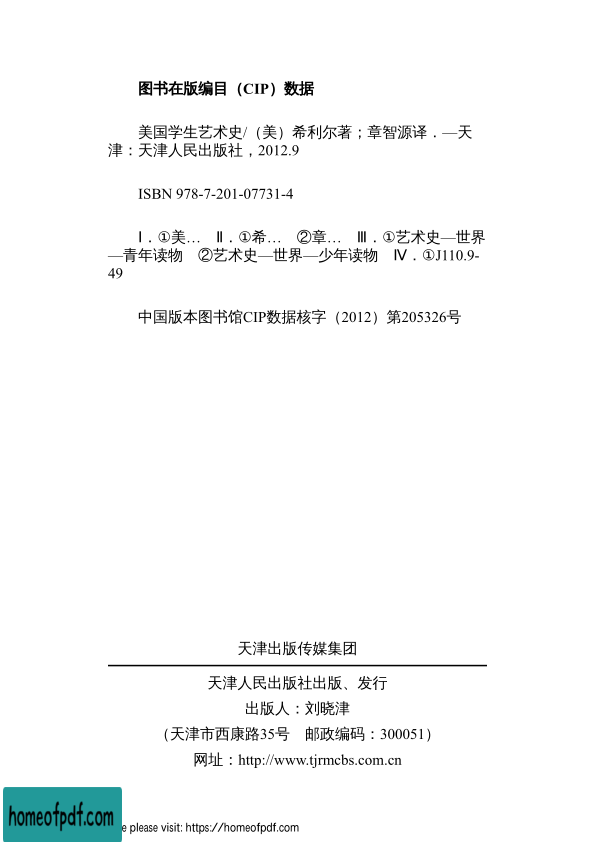 图书在版编目（CIP）数据
美国学生艺术史/（美）希利尔著；章智源译．—天
津：天津人民出版社，2012.9
ISBN 978-7-201-07731-4
Ⅰ．①美…　Ⅱ．①希…　②章…　Ⅲ．①艺术史—世界
—青年读物　②艺术史—世界—少年读物　Ⅳ．①J110.9-
49
中国版本图书馆CIP数据核字（2012）第205326号
天津出版传媒集团
天津人民出版社出版、发行
出版人：刘晓津
（天津市西康路35号　邮政编码：300051）
网址：http://www.tjrmcbs.com.cn
homeofpdf.com
please visit: https://homeofpdf.com